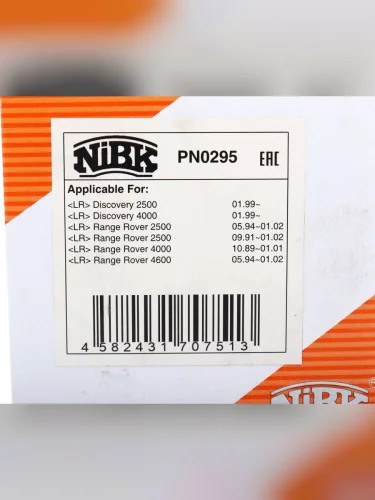 NiBK PN0295 EAC
Applicable For:
<LR> Discovery 2500 01.99~
<LR> Discovery 4000 01.99~
<LR> Range Rover 2500 05.94~01.02
<LR> Range Rover 2500 09.91~01.02
<LR> Range Rover 4000 10.89~01.01
<LR> Range Rover 4600 05.94~01.02
4 582431 707513
NiBK ®